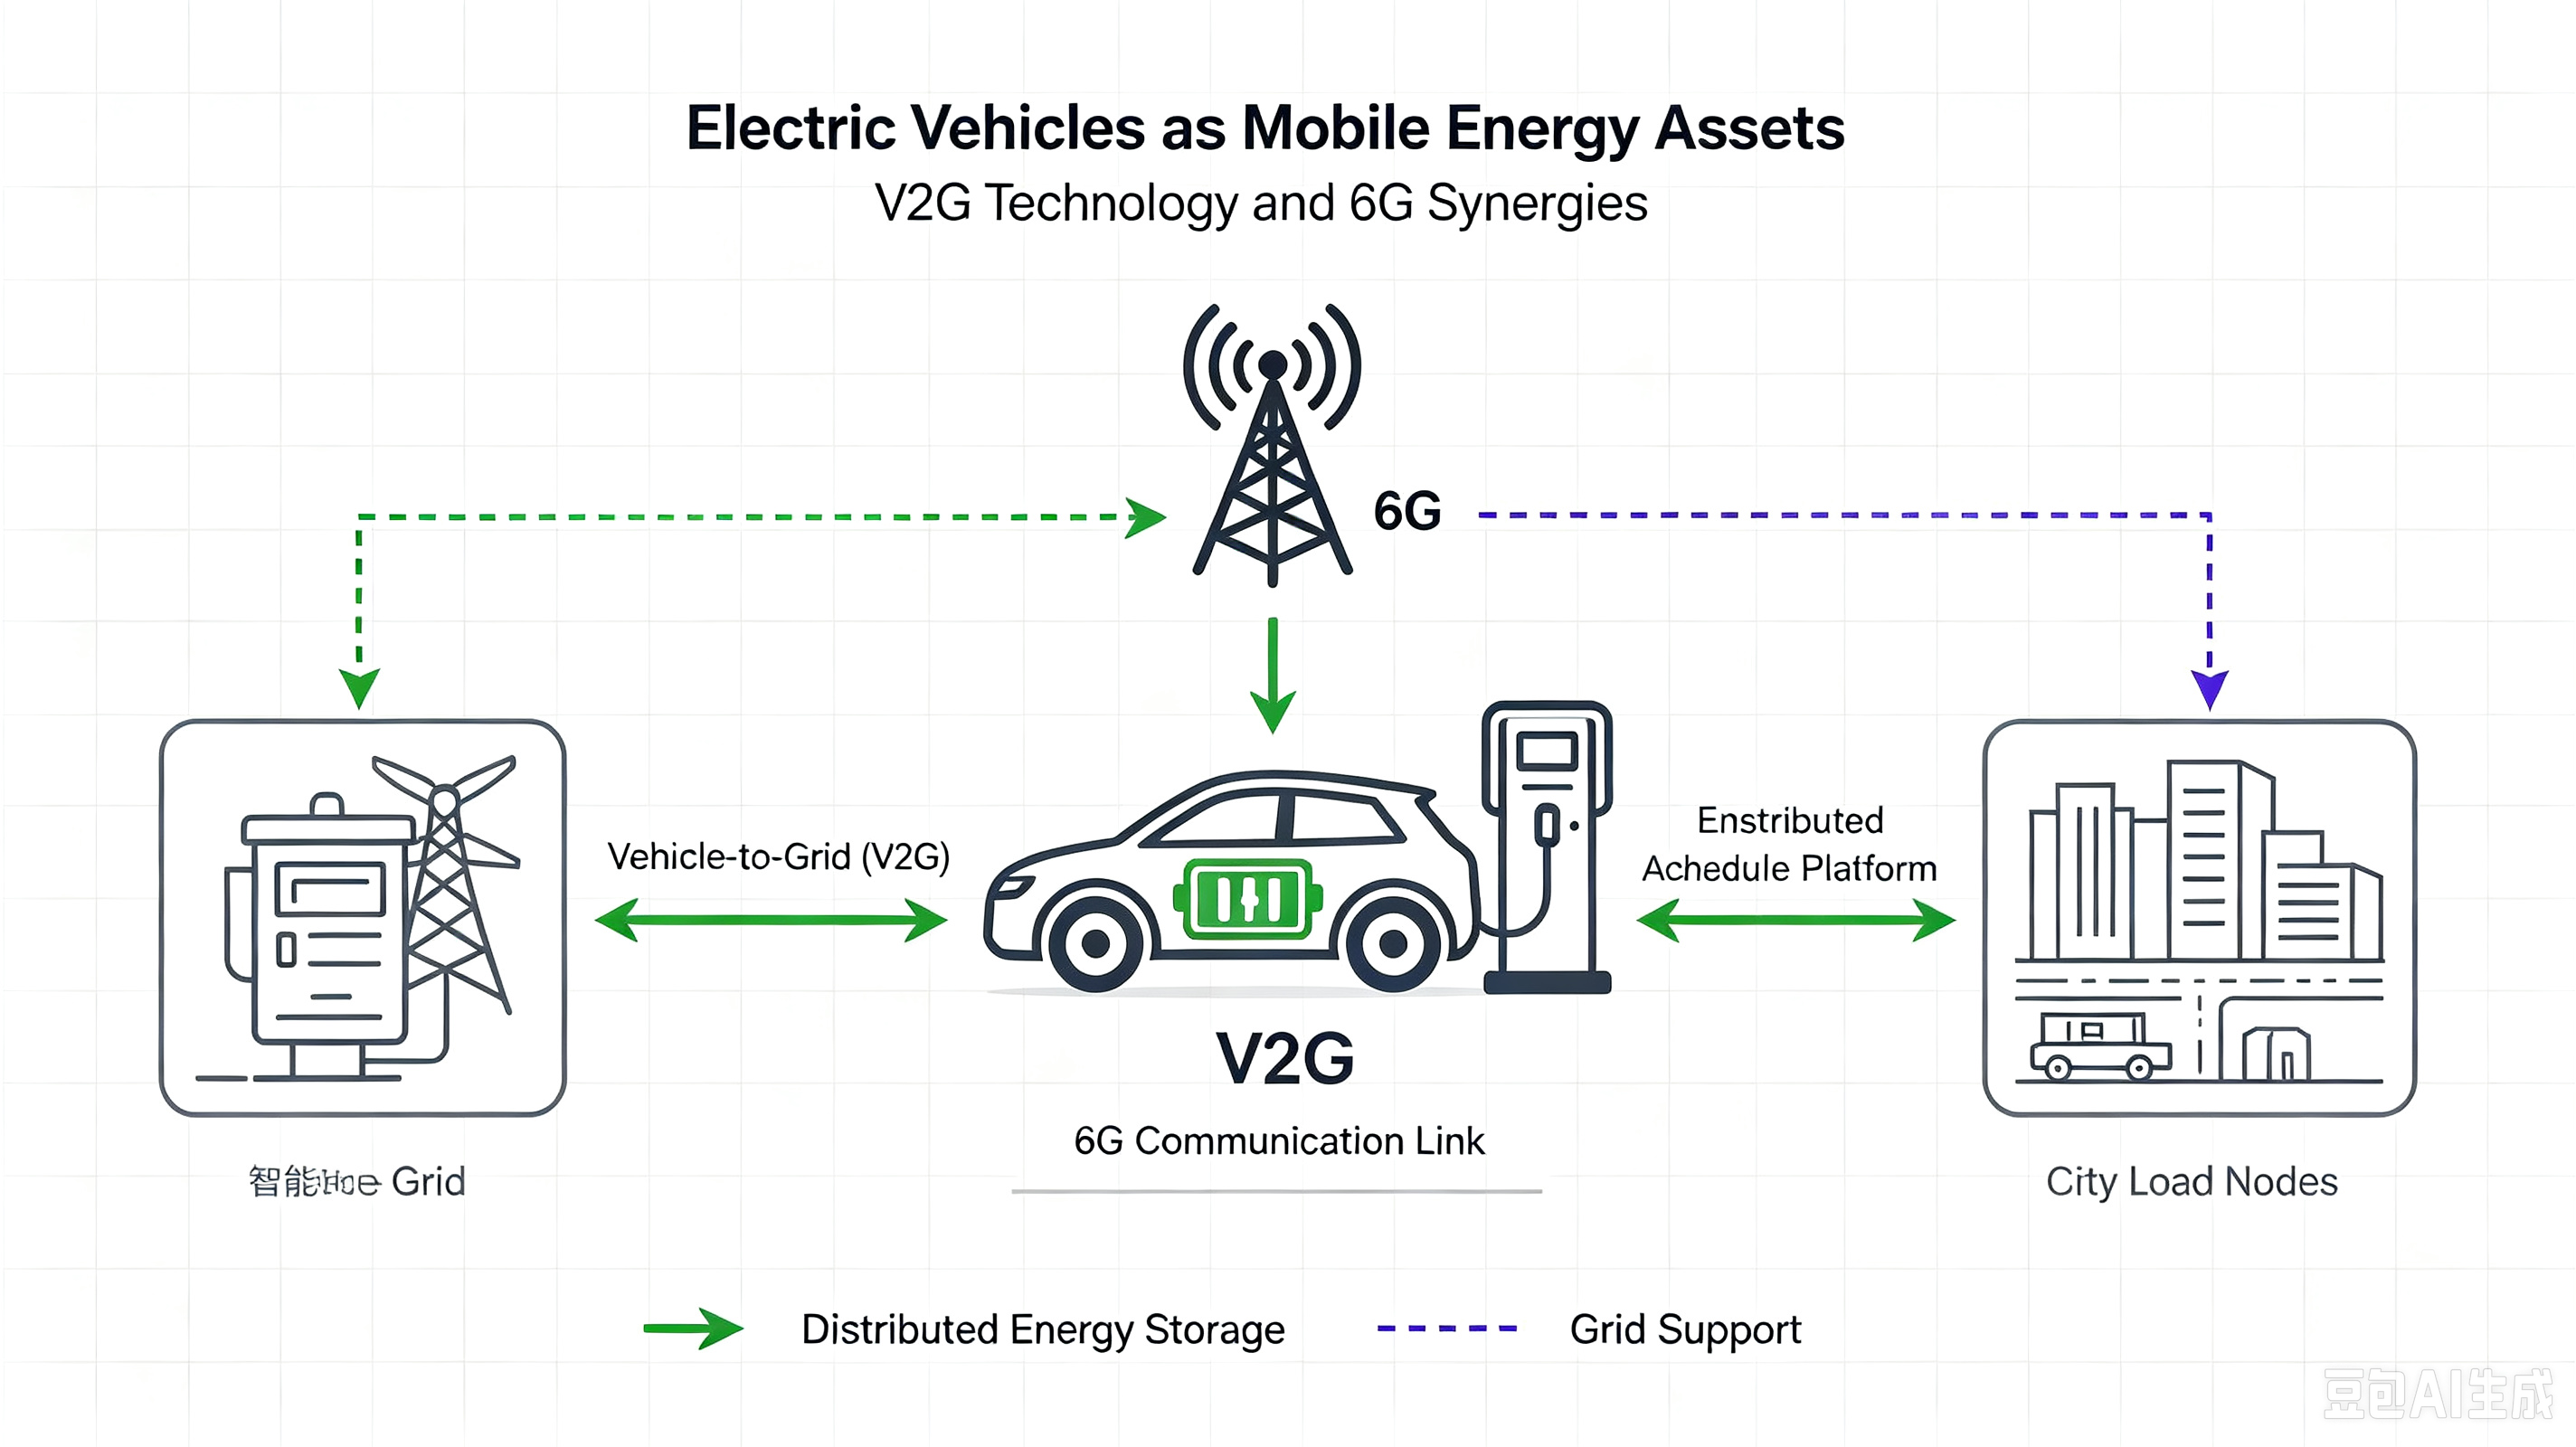 Electric Vehicles as Mobile Energy Assets
V2G Technology and 6G Synergies
6G
Vehicle-to-Grid (V2G)
Enstributed
Achedule Platform
V2G
6G Communication Link
智能 Grid
City Load Nodes
Distributed Energy Storage
Grid Support
豆包AI生成